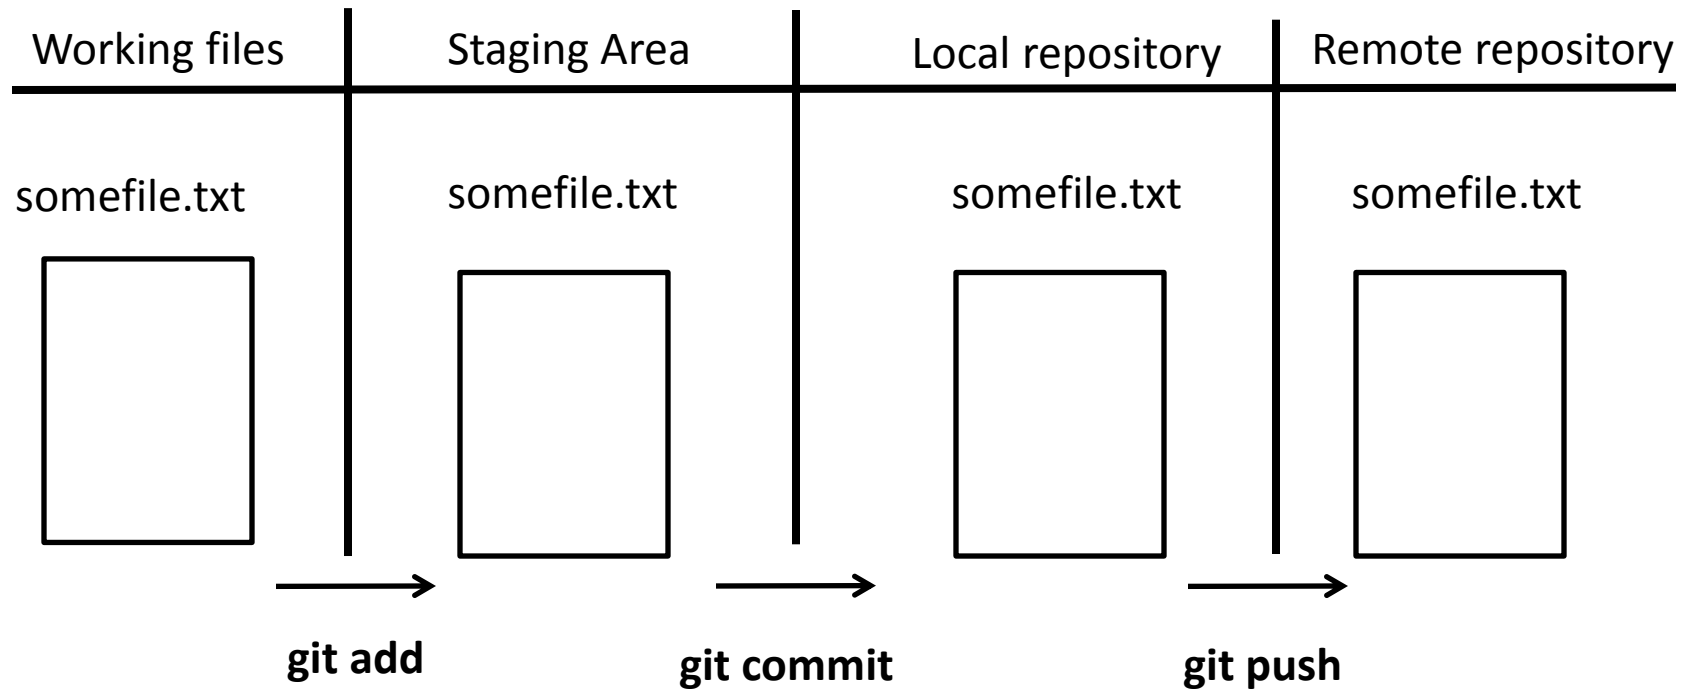 Working files
Staging Area
Local repository
Remote repository
somefile.txt
somefile.txt
somefile.txt
somefile.txt
git add
git commit
git push